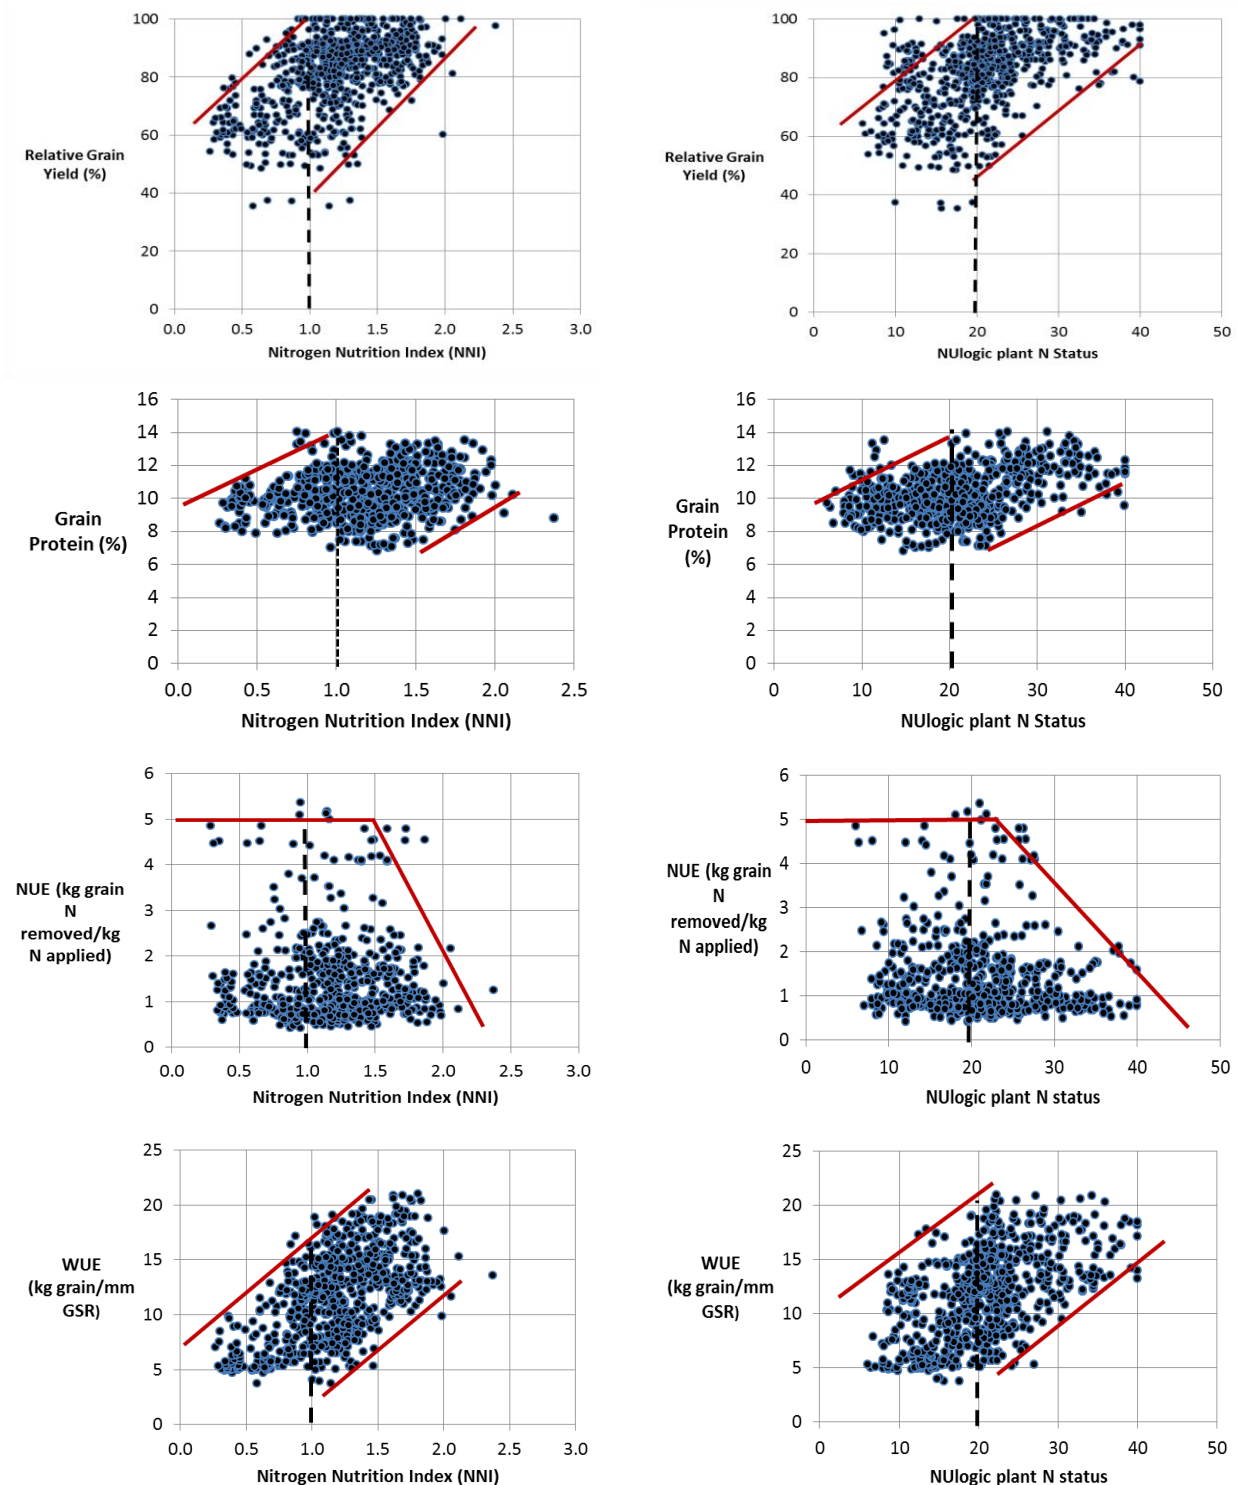 100
80
60
40
20
0
Relative Grain
Yield (%)
0.0 0.5 1.0 1.5 2.0 2.5 3.0
Nitrogen Nutrition Index (NNI)
100
80
60
40
20
0
Relative Grain
Yield (%)
0 10 20 30 40 50
NUlogic plant N Status
16
14
12
10
8
6
4
2
0
Grain
Protein (%)
0.0 0.5 1.0 1.5 2.0 2.5
Nitrogen Nutrition Index (NNI)
16
14
12
10
8
6
4
2
0
Grain
Protein
(%)
0 10 20 30 40 50
NUlogic plant N Status
6
5
4
3
2
1
0
NUE (kg grain
N
removed/kg
N applied)
0.0 0.5 1.0 1.5 2.0 2.5 3.0
Nitrogen Nutrition Index (NNI)
6
5
4
3
2
1
0
NUE (kg grain
N
removed/kg
N applied)
0 10 20 30 40 50
NUlogic plant N status
25
20
15
10
5
0
WUE
(kg grain/mm
GSR)
0.0 0.5 1.0 1.5 2.0 2.5 3.0
Nitrogen Nutrition Index (NNI)
25
20
15
10
5
0
WUE
(kg grain/mm
GSR)
0 10 20 30 40 50
NUlogic plant N status